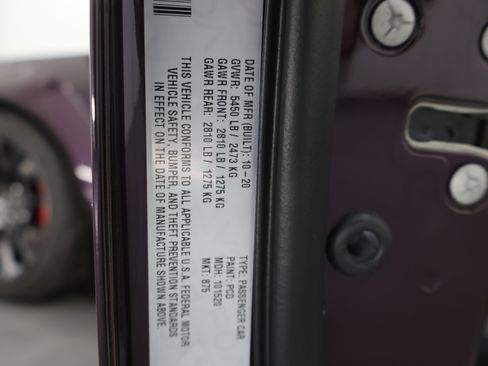 DATE OF MFR (BUILT): 10-20
GVWR: 5450 LB / 2473 KG
GAWR FRONT: 2810 LB / 1275 KG
GAWR REAR: 2810 LB / 1275 KG
THIS VEHICLE CONFORMS TO ALL APPLICABLE U.S.A. FEDERAL MOTOR
VEHICLE SAFETY, BUMPER, AND THEFT PREVENTION STANDARDS
IN EFFECT ON THE DATE OF MANUFACTURE SHOWN ABOVE.
TYPE: PASSENGER CAR
PAINT: PCD
MDH: 101520
MKT: 875